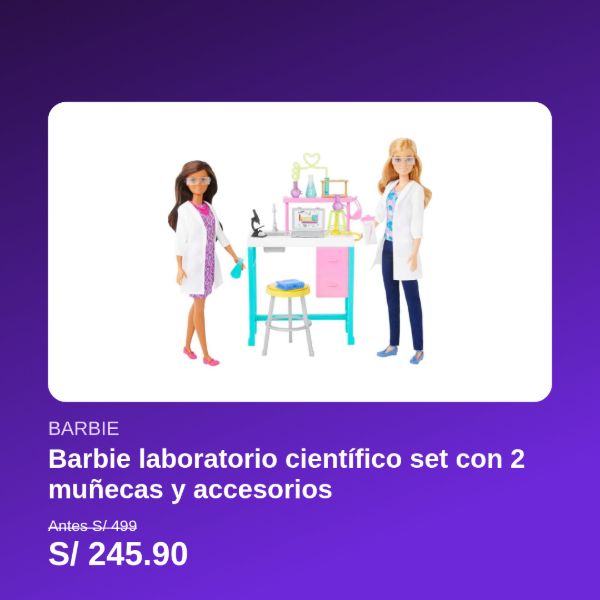 BARBIE
Barbie laboratorio científico set con 2
muñecas y accesorios
Antes S/ 499
S/ 245.90